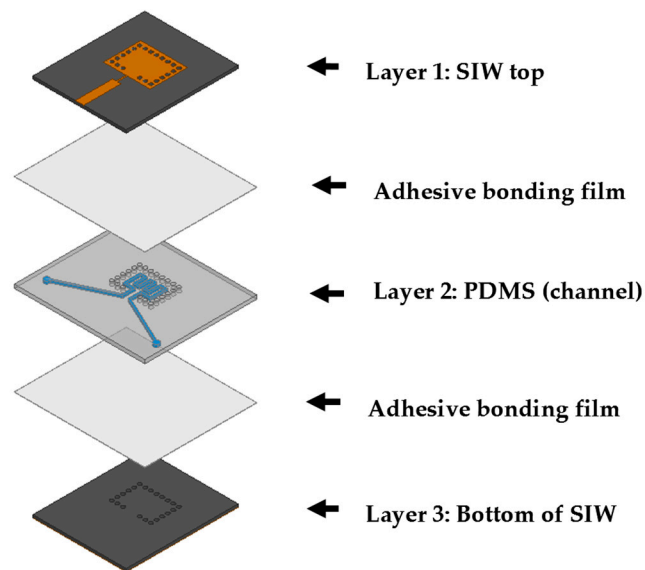 Layer 1: SIW top
Adhesive bonding film
Layer 2: PDMS (channel)
Adhesive bonding film
Layer 3: Bottom of SIW